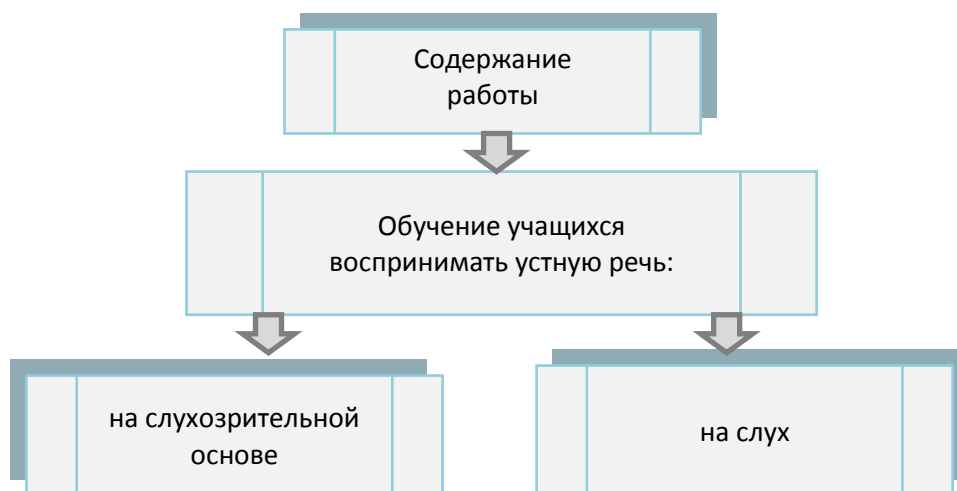 Содержание
работы
Обучение учащихся
воспринимать устную речь:
на слухозрительной
основе
на слух